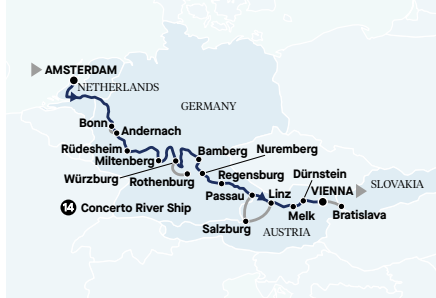 AMSTERDAM
NETHERLANDS
GERMANY
Bonn
Andernach
Rüdesheim
Miltenberg
Bamberg
Nuremberg
Würzburg
Rothenburg
Regensburg
Dürnstein
Passau
Linz
VIENNA
SLOVAKIA
14 Concerto River Ship
Melk
Bratislava
Salzburg
AUSTRIA